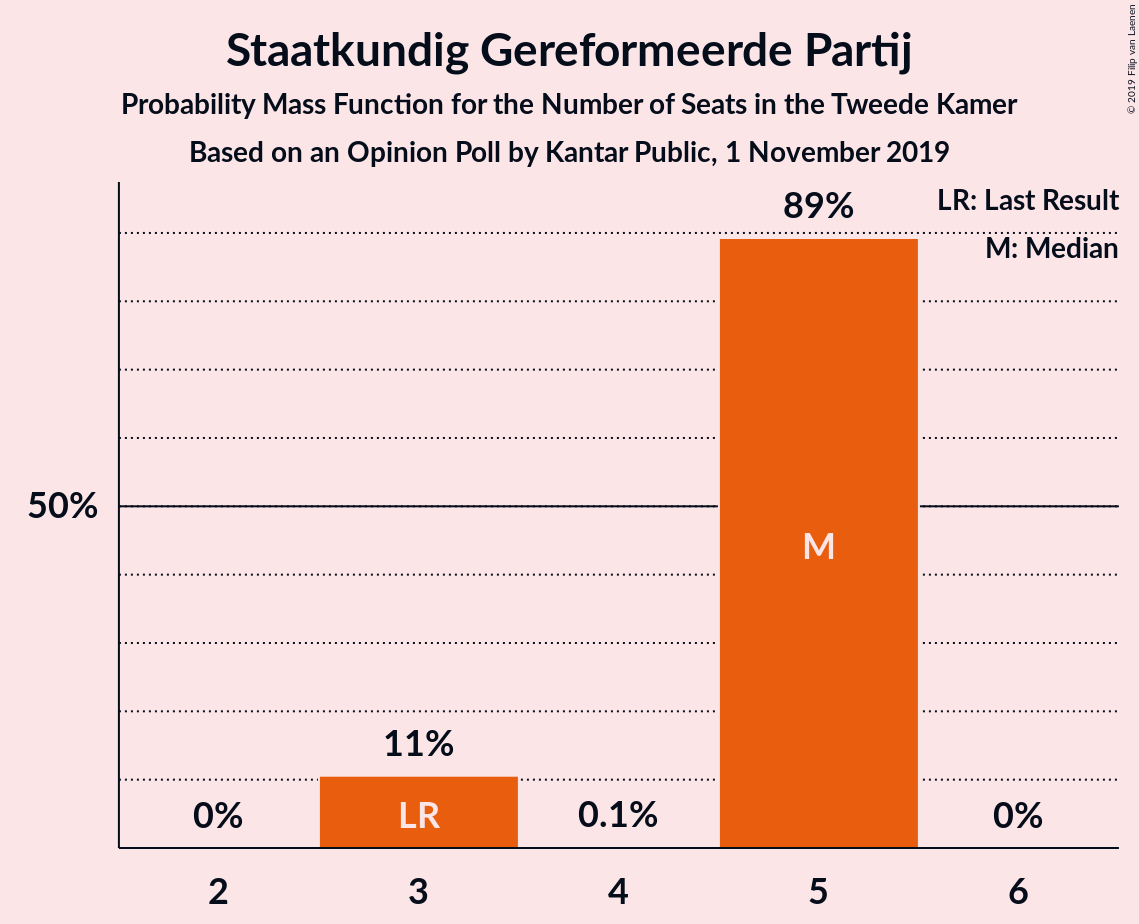 Staatkundig Gereformeerde Partij
Probability Mass Function for the Number of Seats in the Tweede Kamer
Based on an Opinion Poll by Kantar Public, 1 November 2019
© 2019 Filip van Laenen
LR: Last Result
M: Median
89%
50%
M
11%
LR
0%
0.1%
0%
2
3
4
5
6